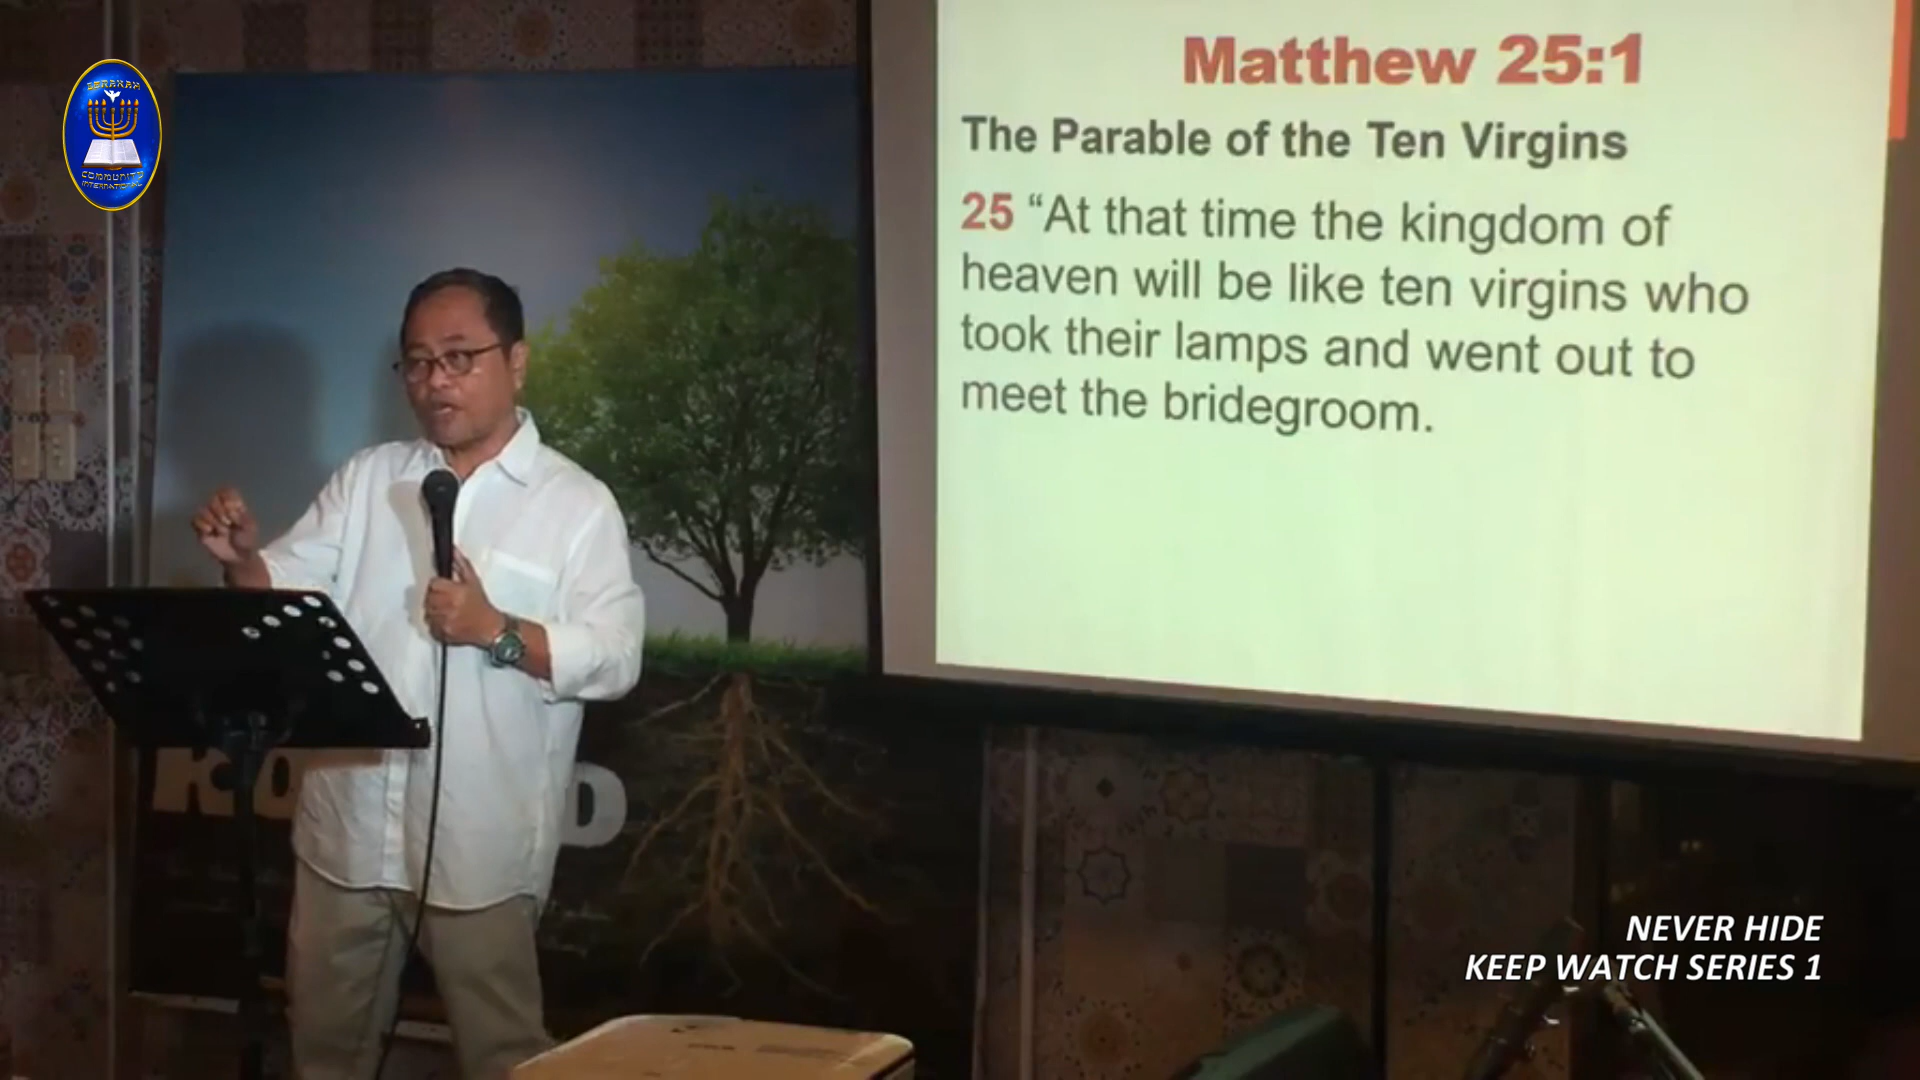 COMMUNITY
INTERNATIONAL
Matthew 25:1
The Parable of the Ten Virgins
25 “At that time the kingdom of
heaven will be like ten virgins who
took their lamps and went out to
meet the bridegroom.
NEVER HIDE
KEEP WATCH SERIES 1